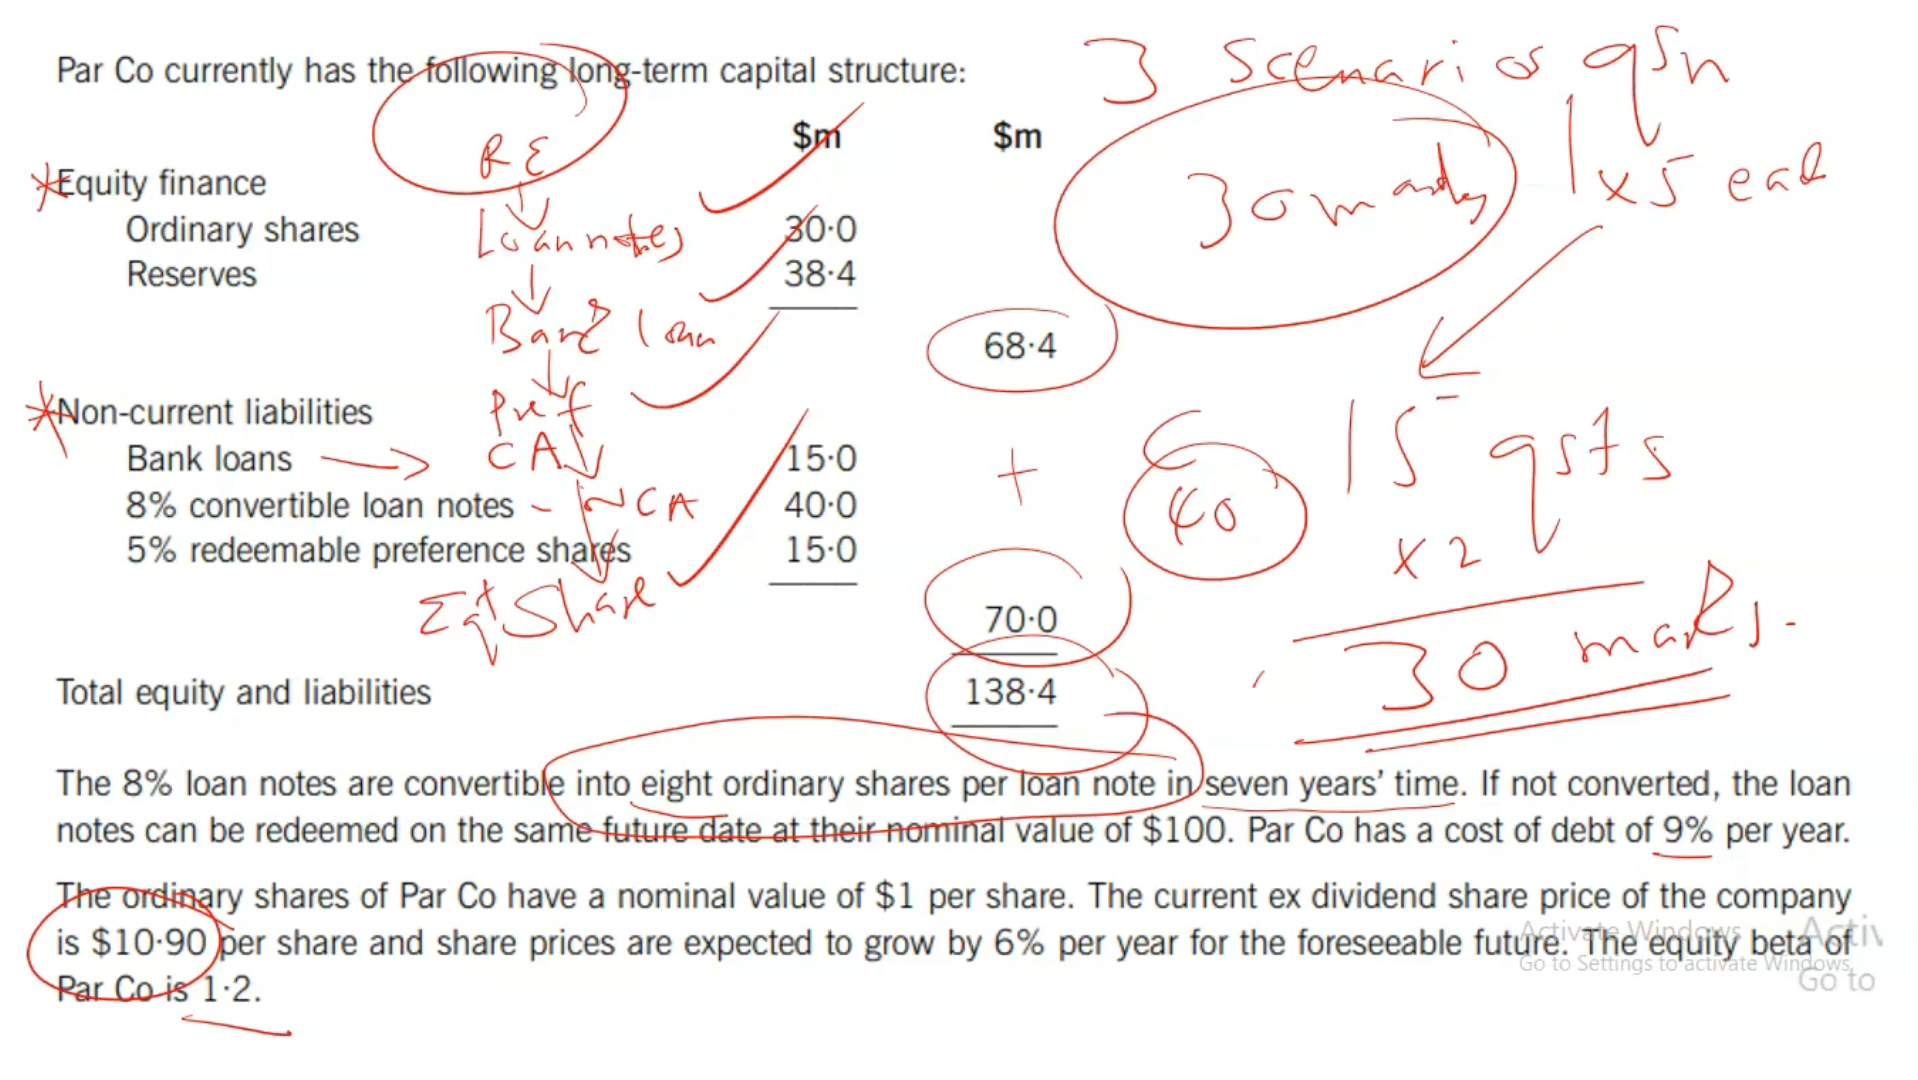 Par Co currently has the following long-term capital structure:
3 Scenarios qsn
1x5 each
$m $m
RE
30 marks
Equity finance
Loan notes
Ordinary shares 30·0
Reserves 38·4
Bank loan
68·4
Non-current liabilities
Pref
CA
Bank loans 15·0
+
40
15 qsts
8% convertible loan notes - NCA 40·0
5% redeemable preference shares 15·0
x2
Eqt Share
70·0
30 marks.
Total equity and liabilities 138·4
The 8% loan notes are convertible into eight ordinary shares per loan note in seven years’ time. If not converted, the loan
notes can be redeemed on the same future date at their nominal value of $100. Par Co has a cost of debt of 9% per year.
The ordinary shares of Par Co have a nominal value of $1 per share. The current ex dividend share price of the company
is $10·90 per share and share prices are expected to grow by 6% per year for the foreseeable future. The equity beta of
Par Co is 1·2.
Activate Windows
Go to Settings to activate Windows.
Activ
Go to